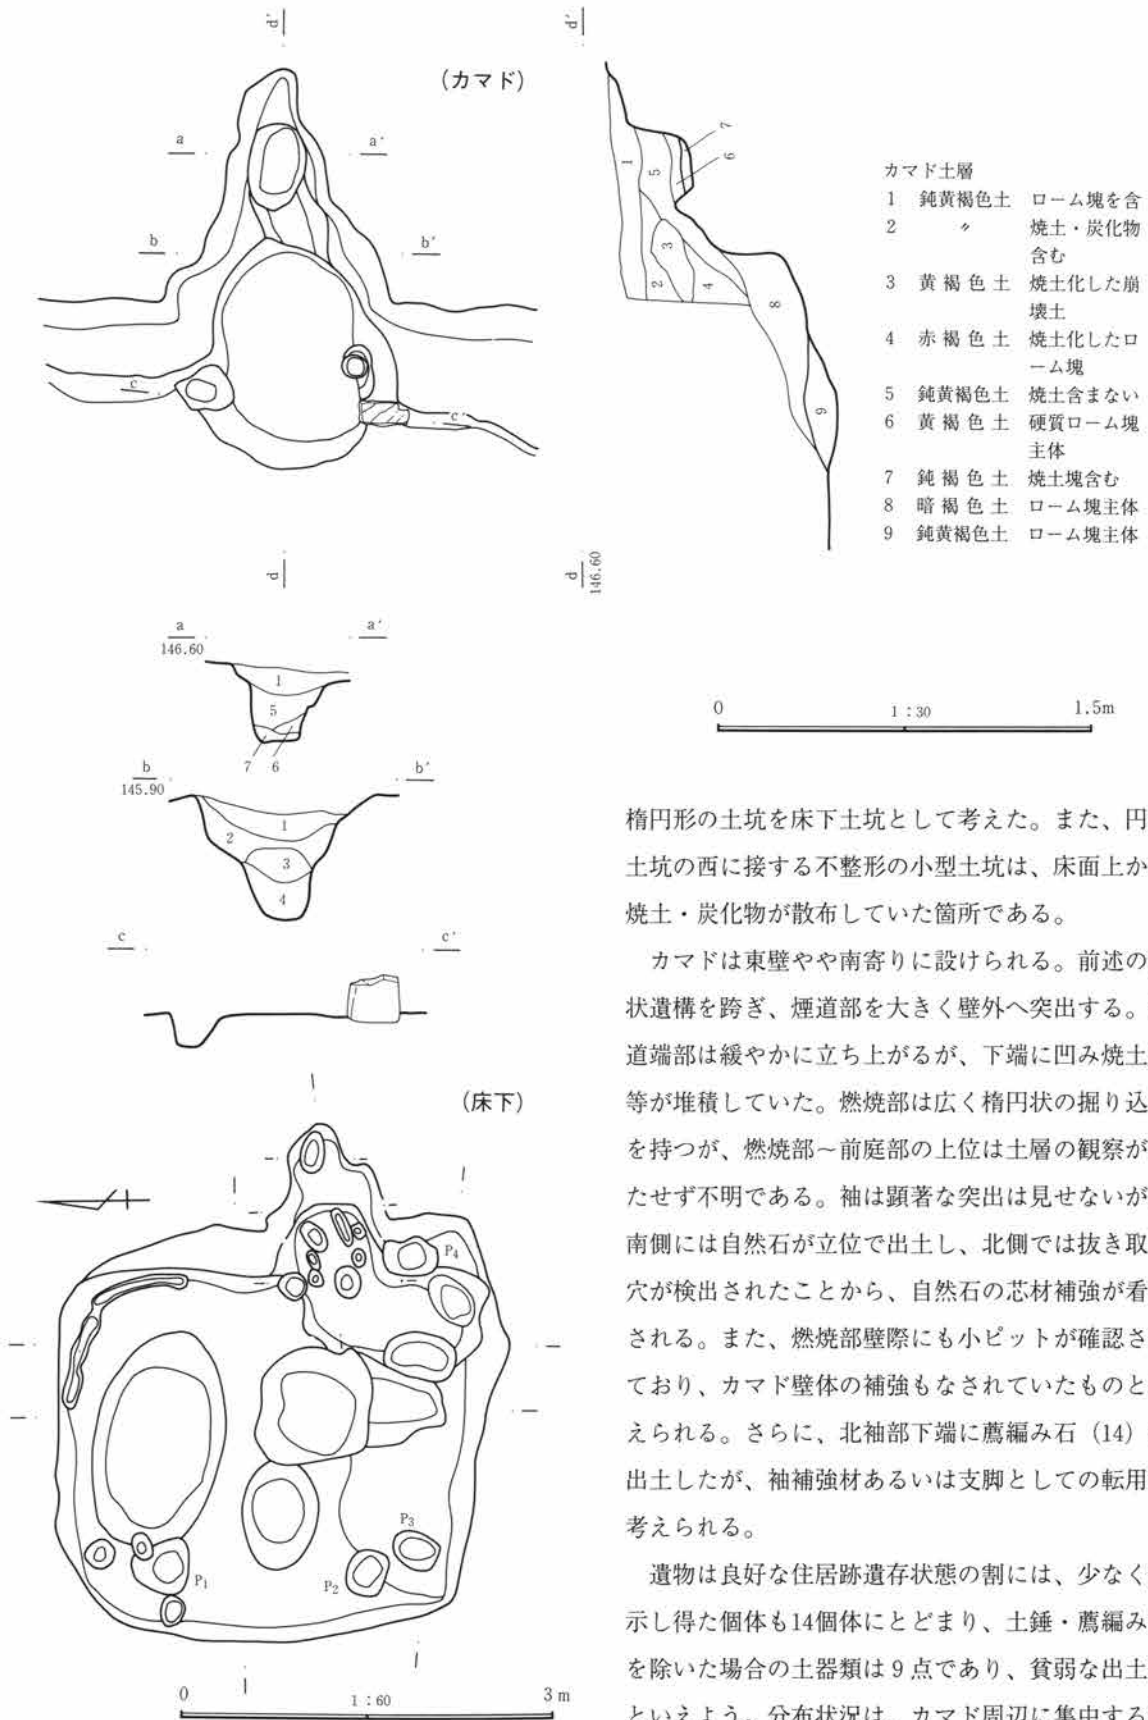 d'
d'
(カマド)
a
a'
b
b'
c
c'
1
5
7
6
3
2
4
8
9
カマド土層
1 鈍黄褐色土 ローム塊を含
2 〃 焼土・炭化物
含む
3 黄褐色土 焼土化した崩
壊土
4 赤褐色土 焼土化したロ
ーム塊
5 鈍黄褐色土 焼土含まない
6 黄褐色土 硬質ローム塊
主体
7 鈍褐色土 焼土塊含む
8 暗褐色土 ローム塊主体
9 鈍黄褐色土 ローム塊主体
d
d
146.60
a
a'
146.60
1
5
7 6
b
b'
145.90
1
2
3
4
c
c'
0 1:30 1.5m
(床下)
P4
P3
P1
P2
0 1:60 3m
楕円形の土坑を床下土坑として考えた。また、円
土坑の西に接する不整形の小型土坑は、床面上か
焼土・炭化物が散布していた箇所である。
カマドは東壁やや南寄りに設けられる。前述の
状遺構を跨ぎ、煙道部を大きく壁外へ突出する。
道端部は緩やかに立ち上がるが、下端に凹み焼土
等が堆積していた。燃焼部は広く楕円状の掘り込
を持つが、燃焼部～前庭部の上位は土層の観察が
たせず不明である。袖は顕著な突出は見せないが
南側には自然石が立位で出土し、北側では抜き取
穴が検出されたことから、自然石の芯材補強が看
される。また、燃焼部壁際にも小ピットが確認さ
ており、カマド壁体の補強もなされていたものと
えられる。さらに、北袖部下端に薦編み石（14）
出土したが、袖補強材あるいは支脚としての転用
考えられる。
遺物は良好な住居跡遺存状態の割には、少なく
示し得た個体も14個体にとどまり、土錘・薦編み
を除いた場合の土器類は9点であり、貧弱な出土
といえよう。分布状況は、カマド周辺に集中する